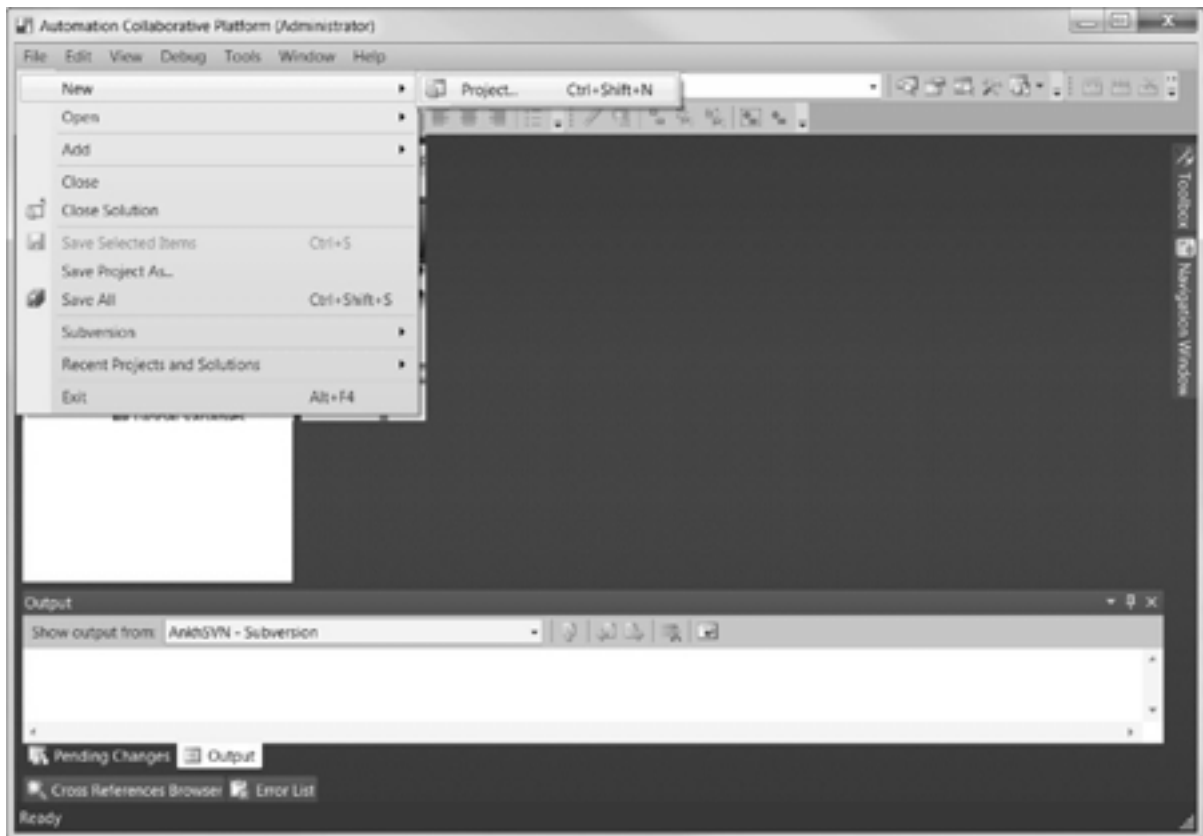 Automation Collaborative Platform (Administrator)
File Edit View Debug Tools Window Help
New
Project... Ctrl+Shift+N
Open
Add
Close
Close Solution
Save Selected Items Ctrl+S
Save Project As...
Save All Ctrl+Shift+S
Subversion
Recent Projects and Solutions
Exit Alt+F4
Toolbox
Navigation Window
Output
Show output from: AnkhSVN - Subversion
Pending Changes Output
Cross References Browser Error List
Ready